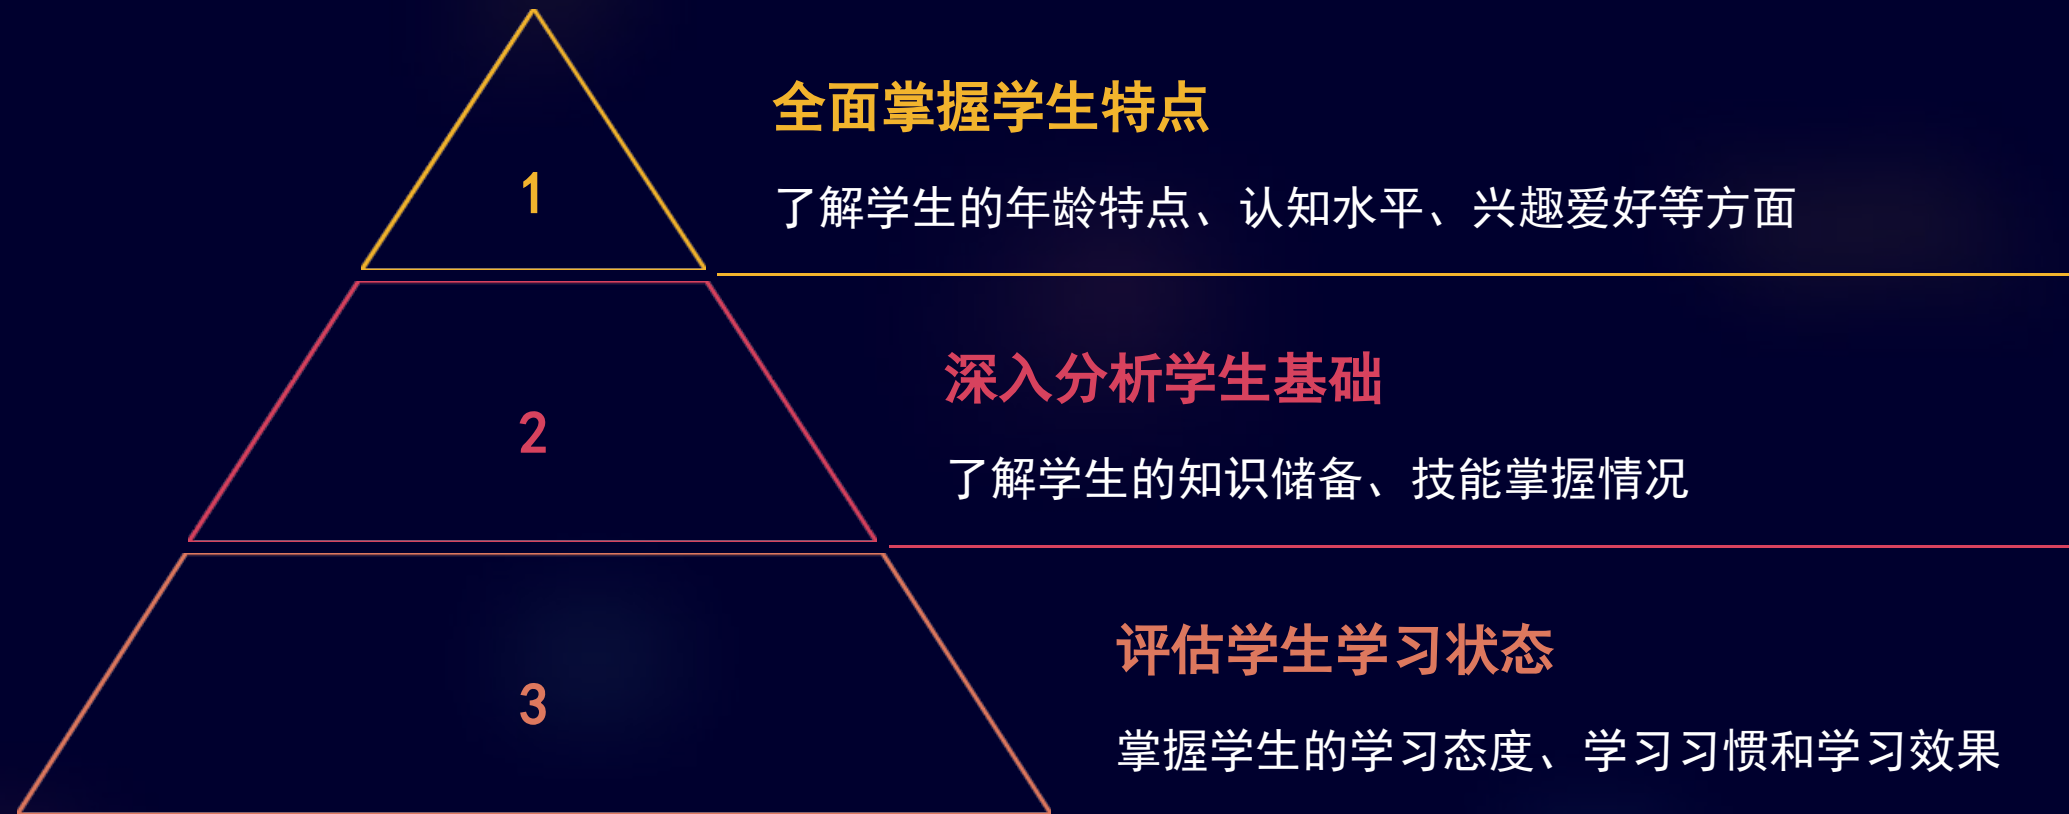 1
全面掌握学生特点
了解学生的年龄特点、认知水平、兴趣爱好等方面
2
深入分析学生基础
了解学生的知识储备、技能掌握情况
3
评估学生学习状态
掌握学生的学习态度、学习习惯和学习效果